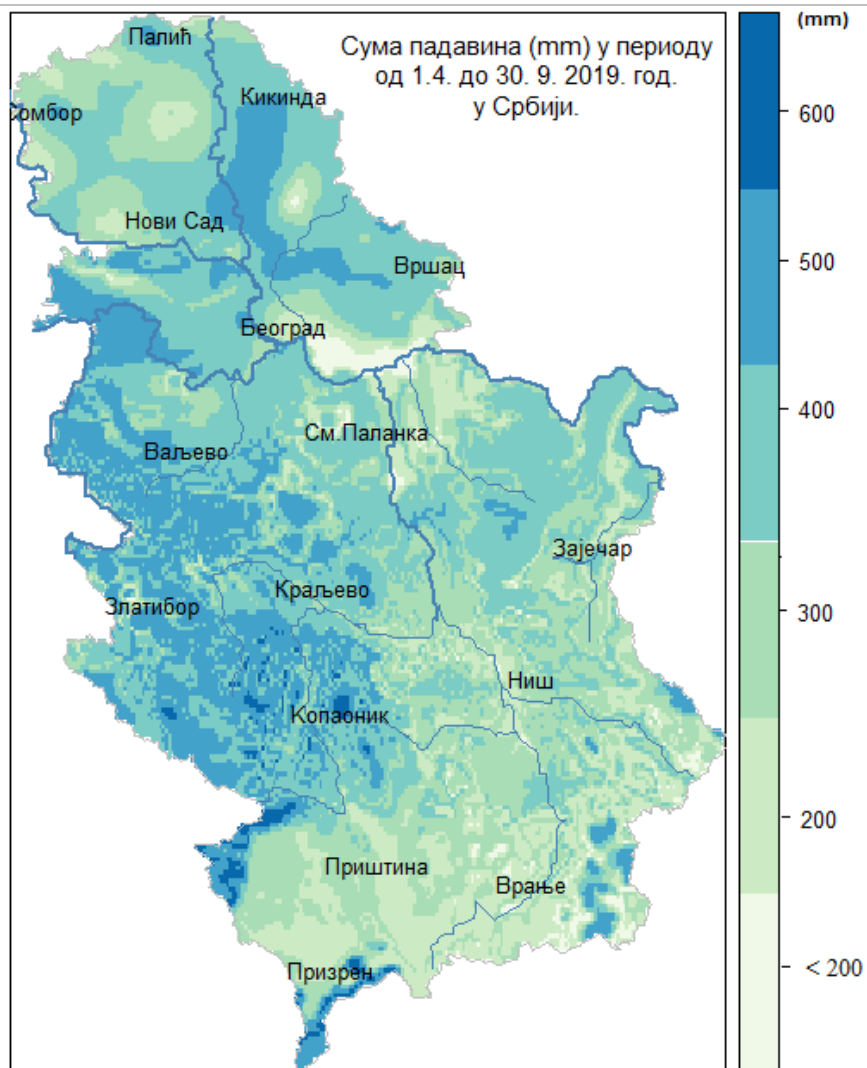 (mm)
Сума падавина (mm) у периоду
од 1.4. до 30. 9. 2019. год.
у Србији.
Палић
Кикинда
Сомбор
600
Нови Сад
500
Вршац
Београд
400
См.Паланка
Ваљево
Зајечар
Краљево
Златибор
300
Ниш
Копаоник
200
Приштина
Врање
Призрен
< 200